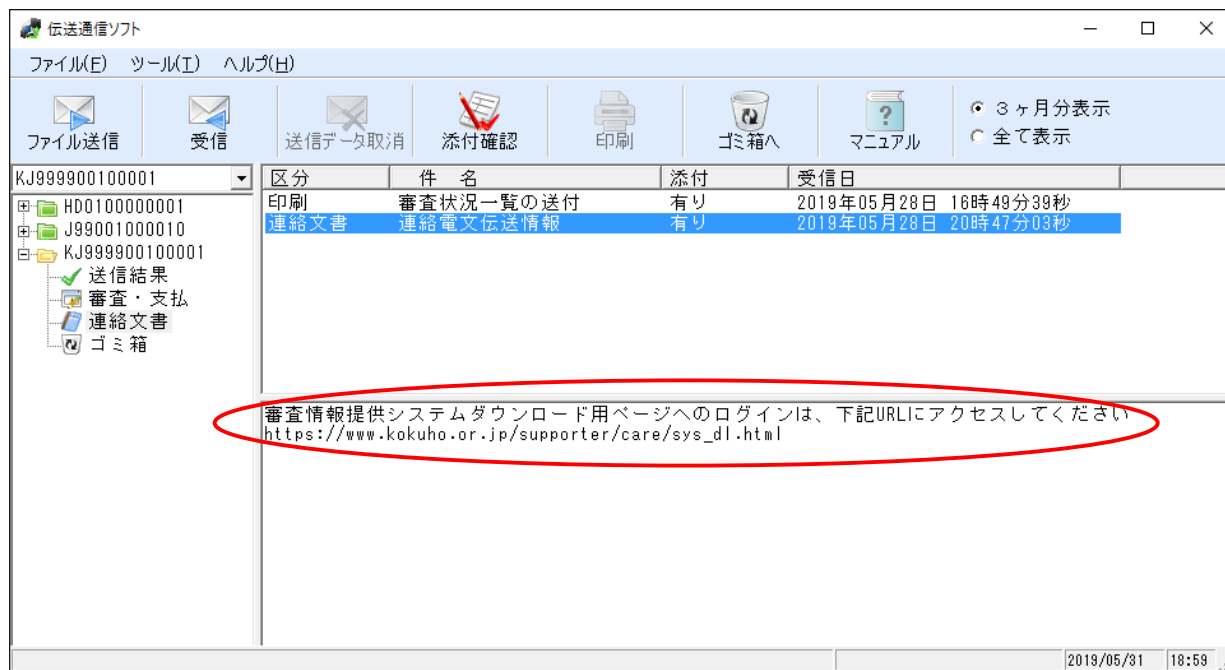 伝送通信ソフト
ファイル(F) ツール(T) ヘルプ(H)
ファイル送信 受信 送信データ取消 添付確認 印刷 ゴミ箱へ マニュアル
3ヶ月分表示
全て表示
KJ999900100001
区分 件 名 添付 受信日
印刷 審査状況一覧の送付 有り 2019年05月28日 16時49分39秒
連絡文書 連絡電文伝送情報 有り 2019年05月28日 20時47分03秒
HD0100000001
J99001000010
KJ999900100001
送信結果
審査・支払
連絡文書
ゴミ箱
審査情報提供システムダウンロード用ページへのログインは、下記URLにアクセスしてください
https://www.kokuho.or.jp/supporter/care/sys_dl.html
2019/05/31 18:59